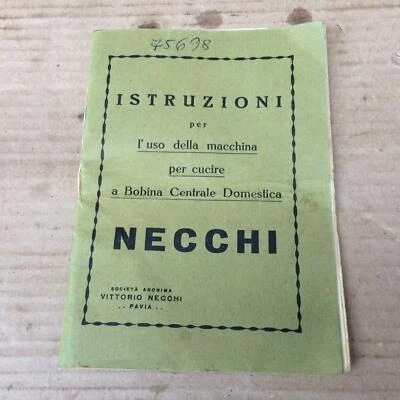 75698
ISTRUZIONI
per
l'uso della macchina
per cucire
a Bobina Centrale Domestica
NECCHI
SOCIETÀ ANONIMA
VITTORIO NECCHI
-- PAVIA --